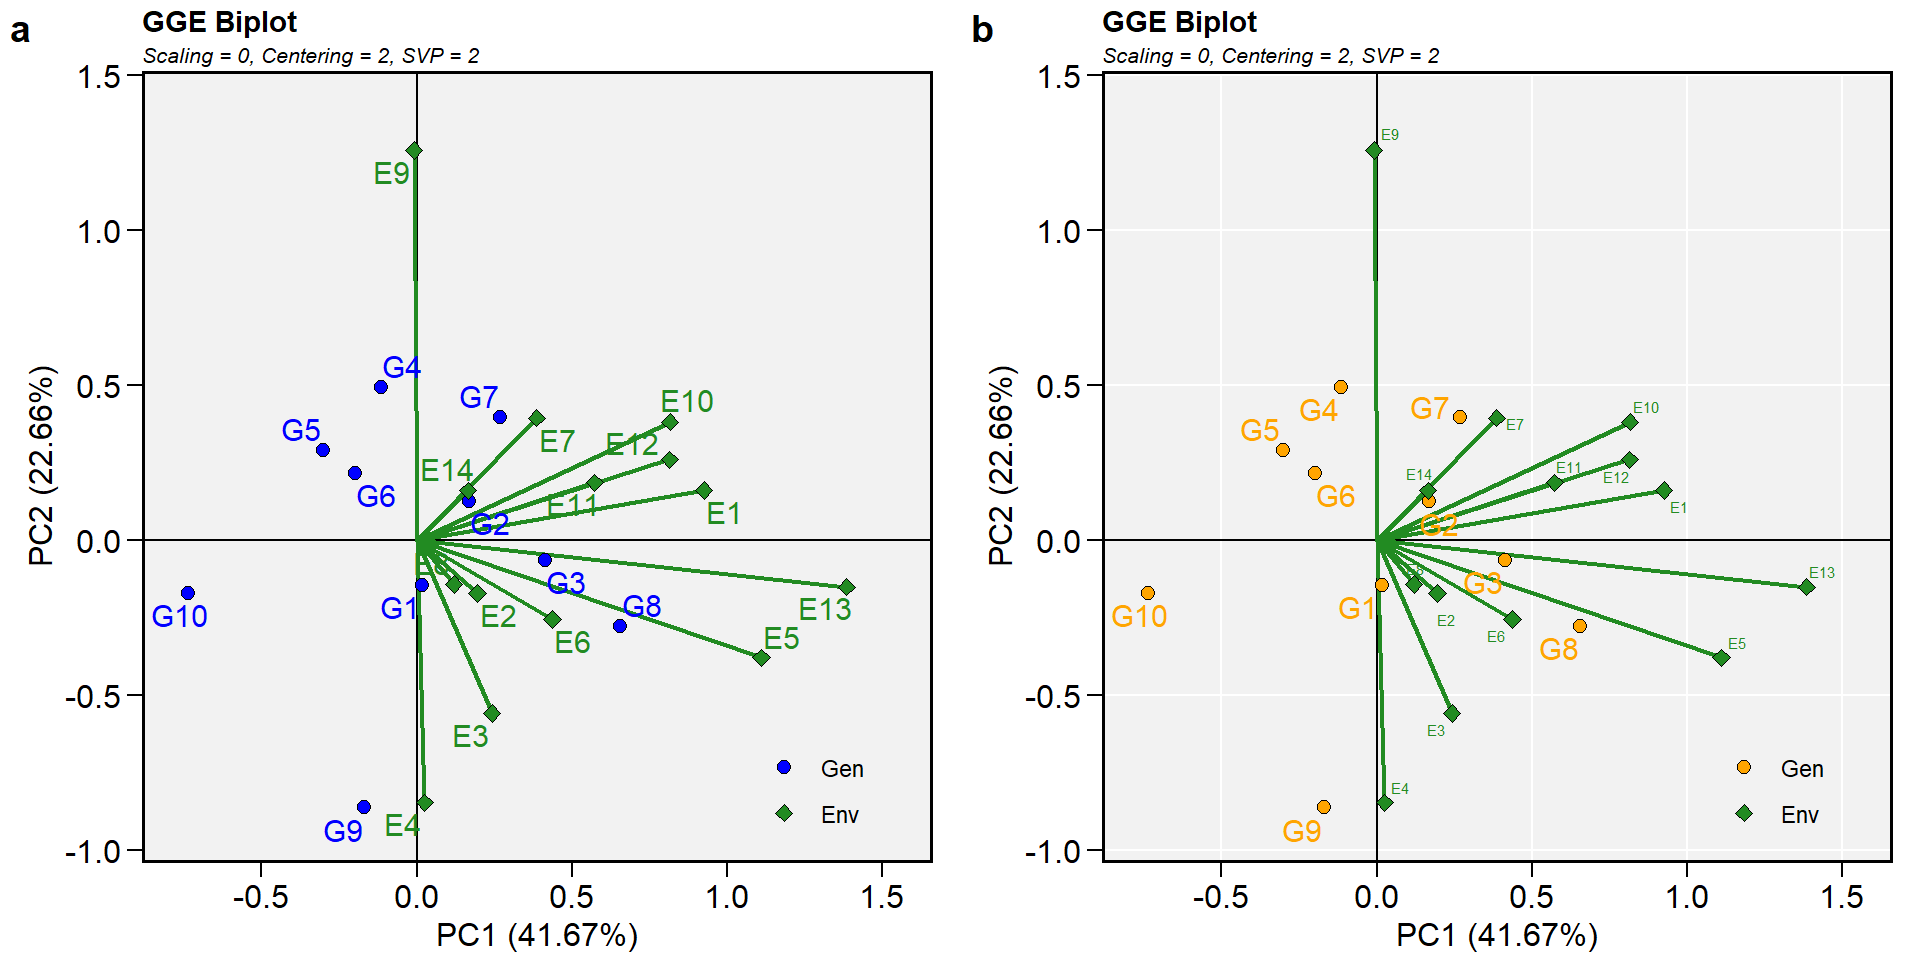 a
GGE Biplot
Scaling = 0, Centering = 2, SVP = 2
1.5
1.0
0.5
0.0
-0.5
-1.0
PC2 (22.66%)
E9
G4
G7
E10
G5
E7
E12
E14
G6
E11
G2
E1
G3
G1
G8
E13
G10
E2
E6
E5
E3
G9
E4
Gen
Env
-0.5
0.0
0.5
1.0
1.5
PC1 (41.67%)
b
GGE Biplot
Scaling = 0, Centering = 2, SVP = 2
1.5
1.0
0.5
0.0
-0.5
-1.0
PC2 (22.66%)
E9
G4
G7
E10
G5
E7
E11
E14
E12
G6
E1
G2
E8
E13
G3
G1
G10
E2
E6
E5
G8
E3
E4
G9
Gen
Env
-0.5
0.0
0.5
1.0
1.5
PC1 (41.67%)